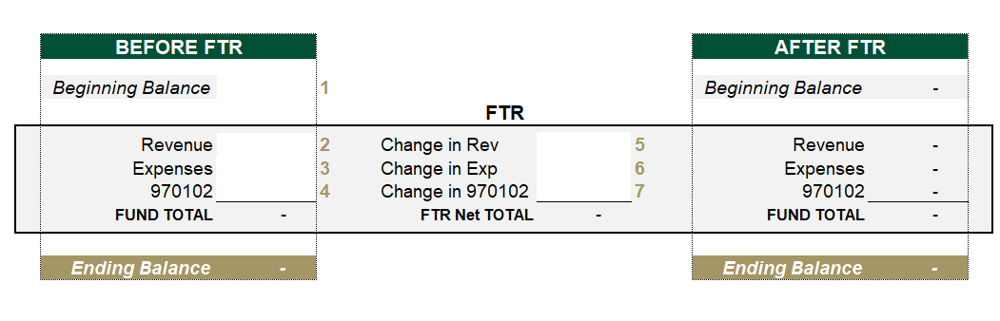 BEFORE FTR AFTER FTR
Beginning Balance 1 Beginning Balance -
FTR
Revenue 2 Change in Rev 5 Revenue -
Expenses 3 Change in Exp 6 Expenses -
970102 4 Change in 970102 7 970102 -
FUND TOTAL - FTR Net TOTAL - FUND TOTAL -
Ending Balance - Ending Balance -